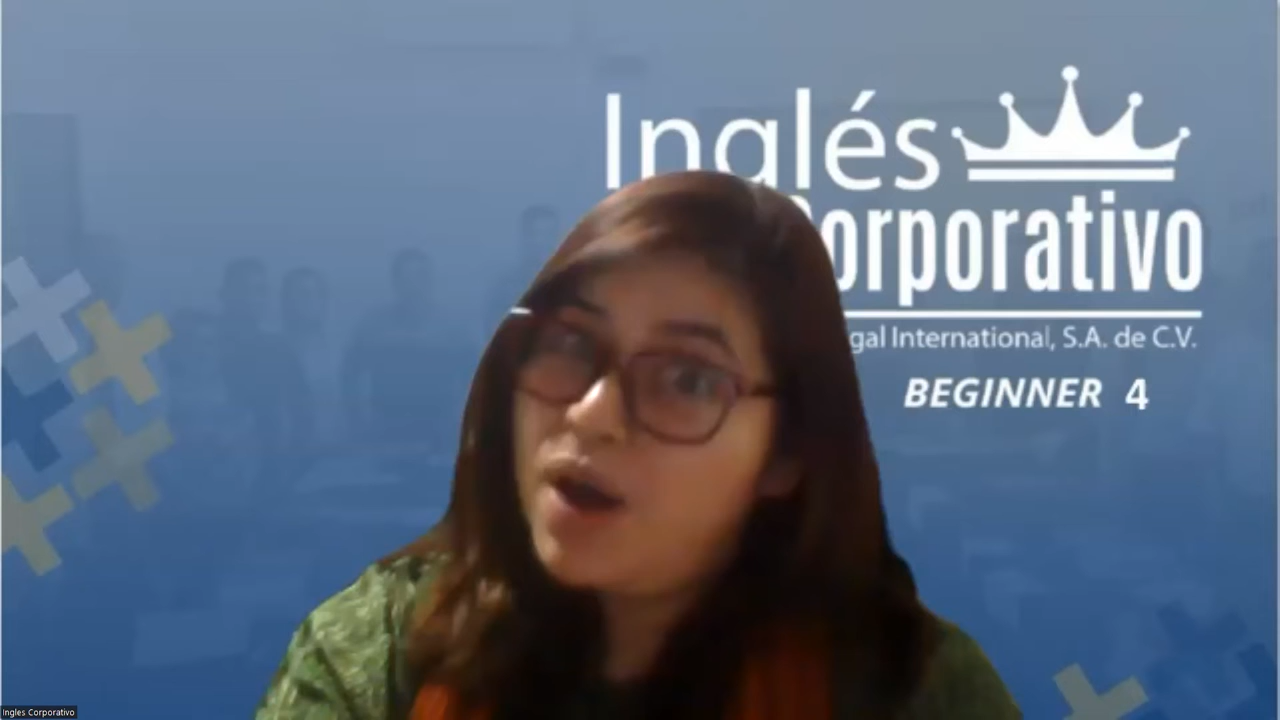 Inglés
orporativo
gal International, S.A. de C.V.
BEGINNER 4
Ingles Corporativo